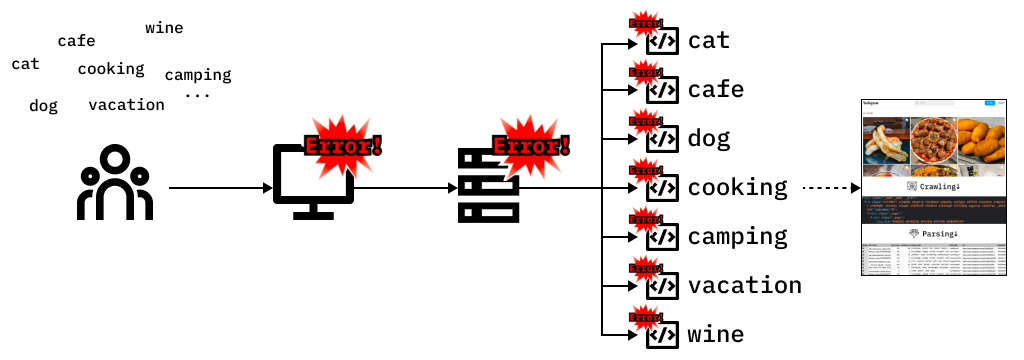 wine
cafe
cat
cooking
camping
...
dog
vacation
Error!
Error!
Error!
</> cat
Error!
</> cafe
Error!
</> dog
Error!
</> cooking
Error!
</> camping
Error!
</> vacation
Error!
</> wine
Instagram
Crawling↓
Parsing↓